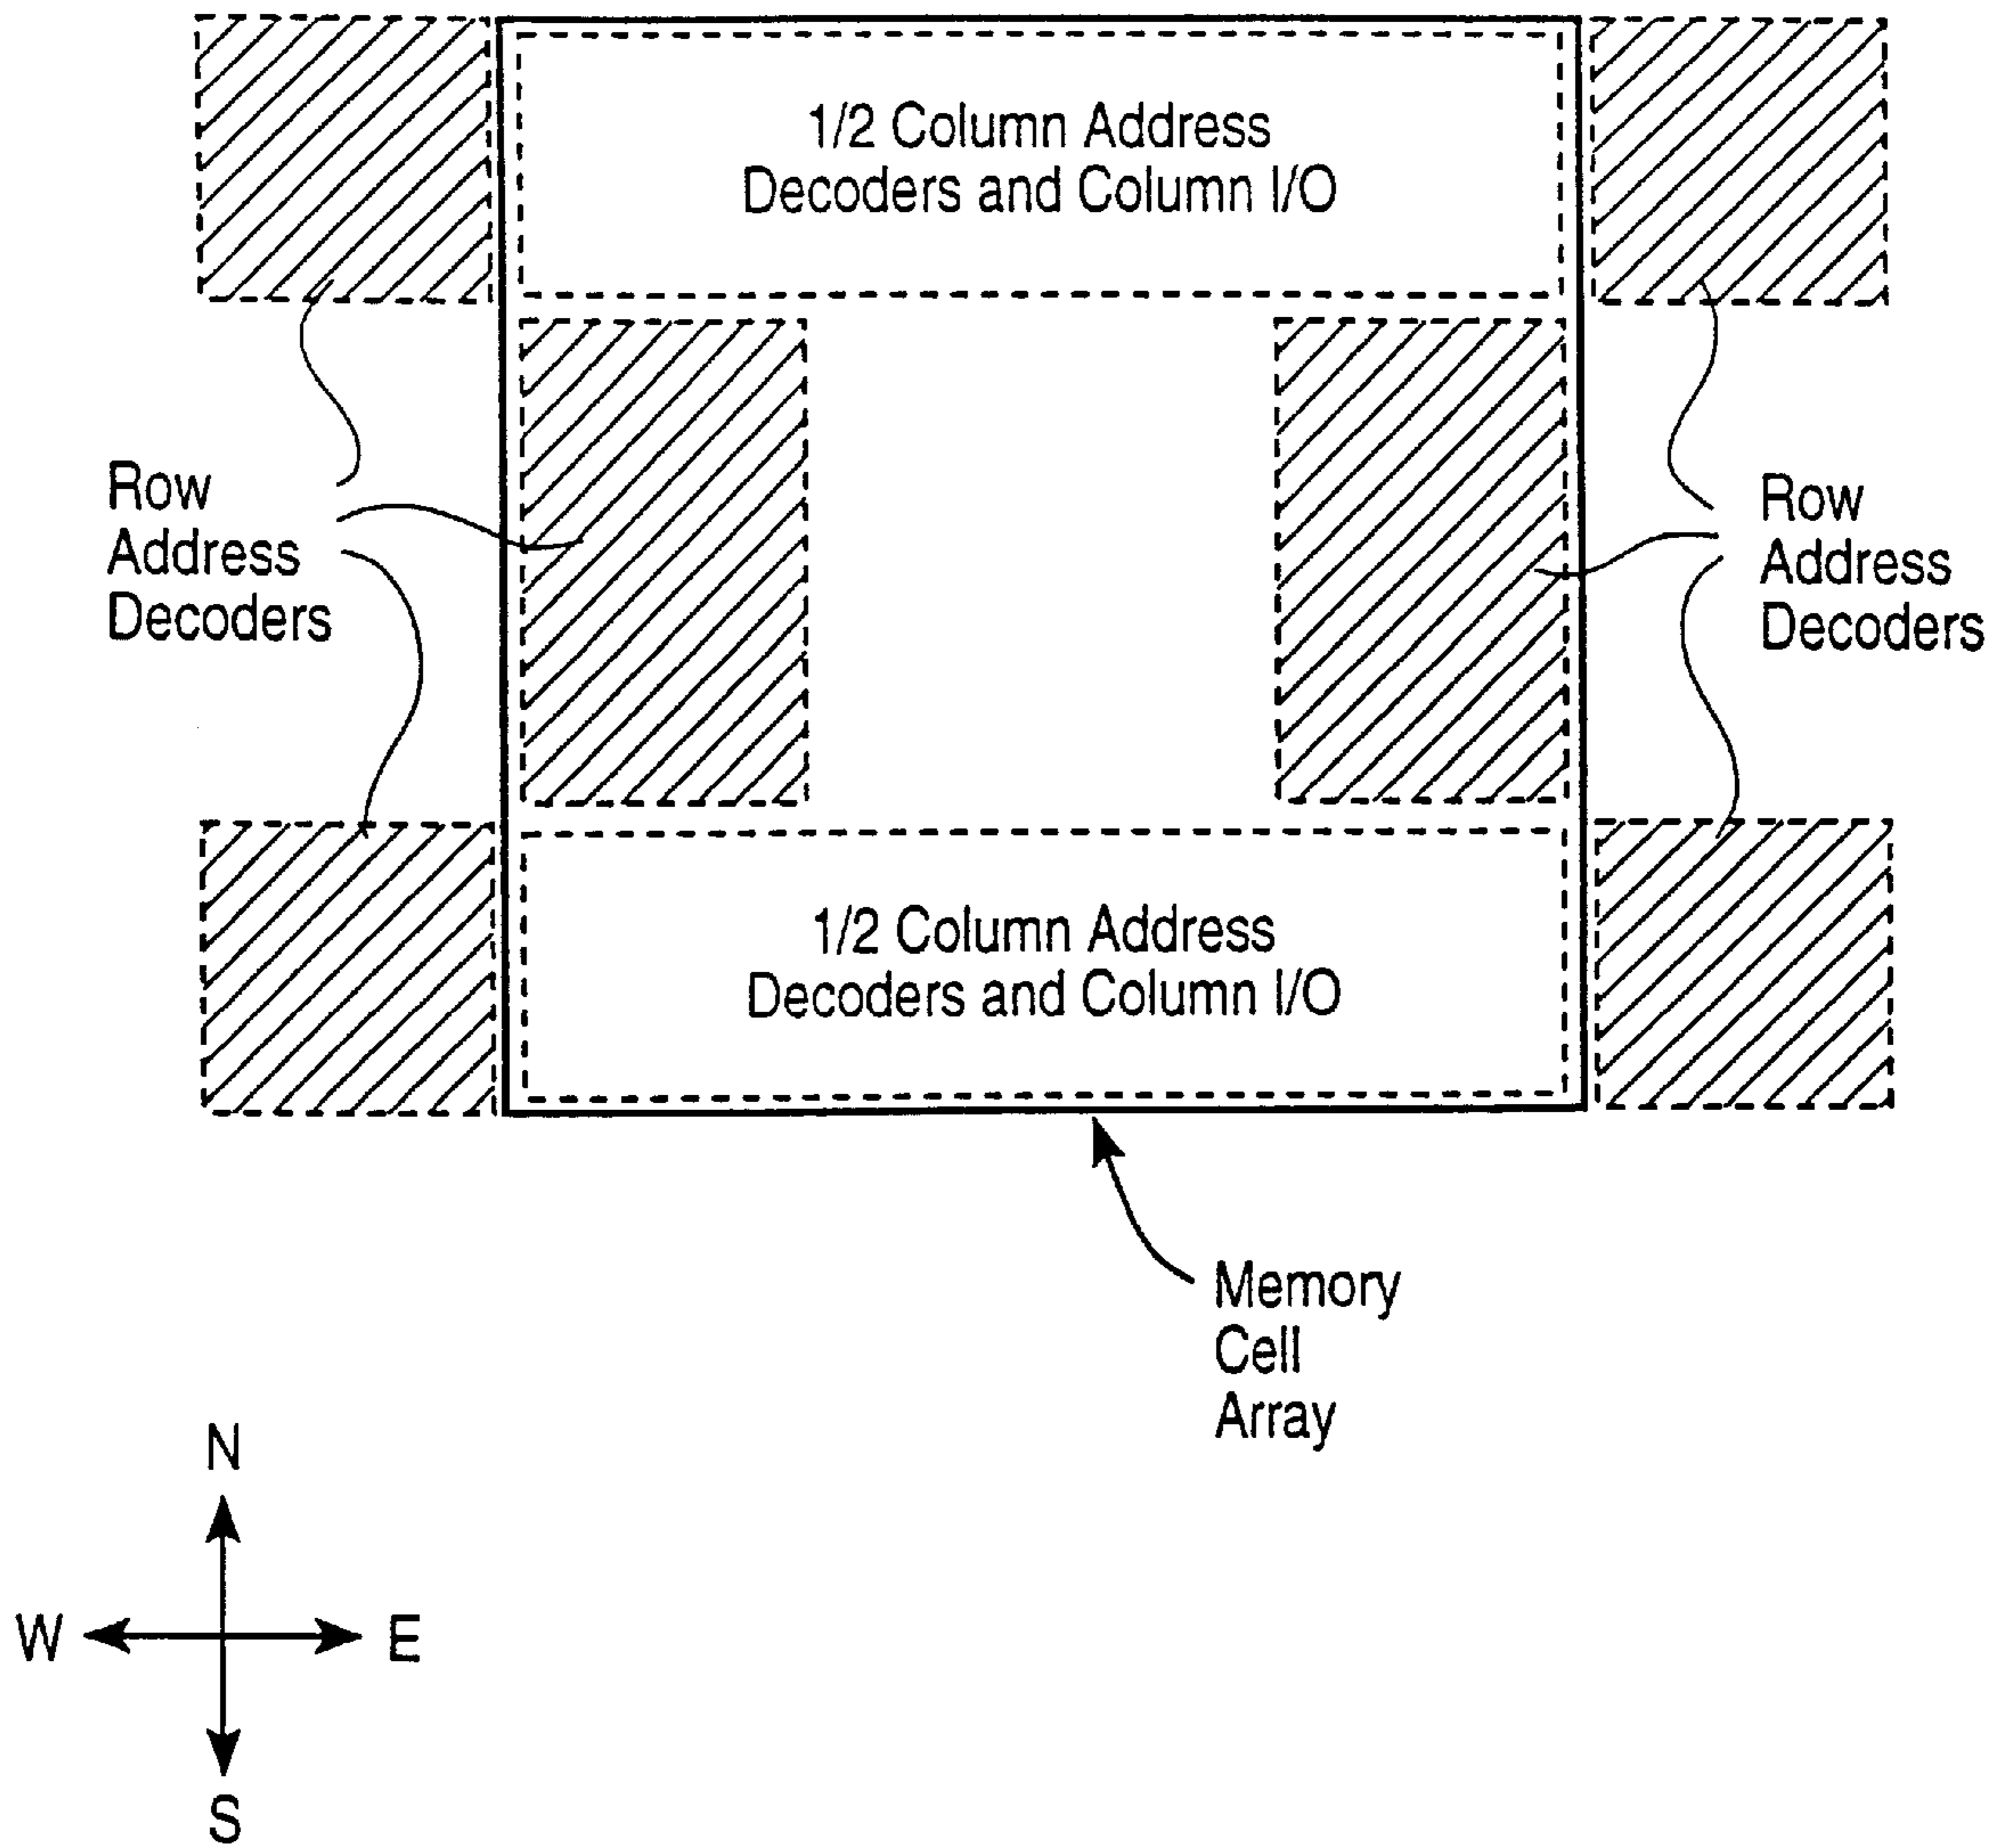 1/2 Column Address
Decoders and Column I/O
Row
Address
Decoders
Row
Address
Decoders
1/2 Column Address
Decoders and Column I/O
Memory
Cell
Array
N
W
E
S